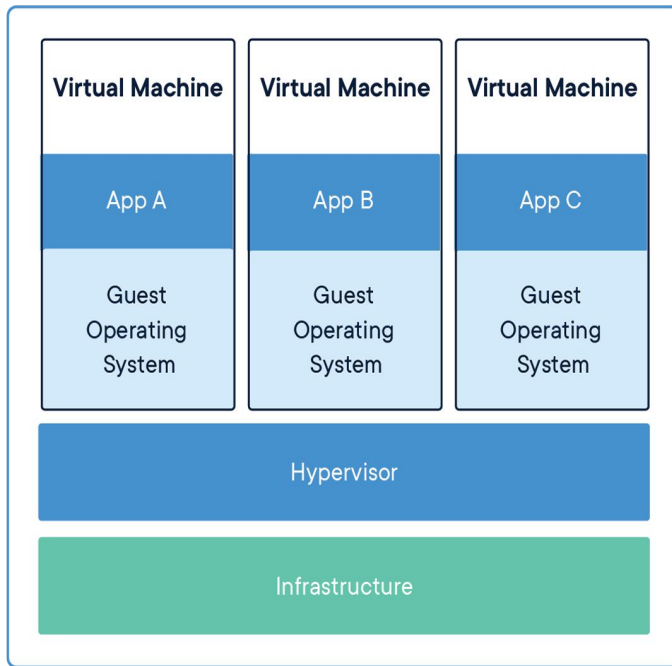 Virtual Machine
App A
Guest
Operating
System
Virtual Machine
App B
Guest
Operating
System
Virtual Machine
App C
Guest
Operating
System
Hypervisor
Infrastructure